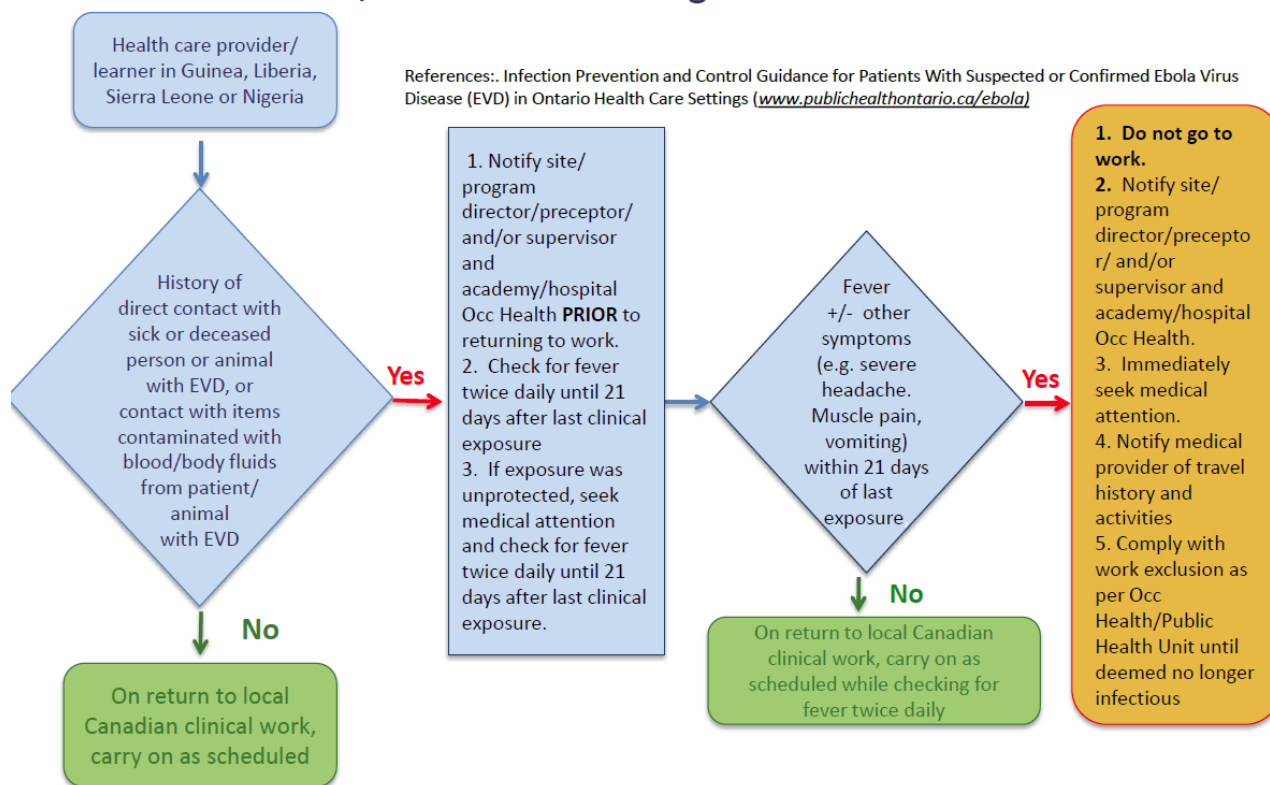 Health care provider/
learner in Guinea, Liberia,
Sierra Leone or Nigeria
References:. Infection Prevention and Control Guidance for Patients With Suspected or Confirmed Ebola Virus
Disease (EVD) in Ontario Health Care Settings (www.publichealthontario.ca/ebola)
History of
direct contact with
sick or deceased
person or animal
with EVD, or
contact with items
contaminated with
blood/body fluids
from patient/
animal
with EVD
Yes
No
On return to local
Canadian clinical work,
carry on as scheduled
1. Notify site/
program
director/preceptor/
and/or supervisor
and
academy/hospital
Occ Health PRIOR to
returning to work.
2. Check for fever
twice daily until 21
days after last clinical
exposure
3. If exposure was
unprotected, seek
medical attention
and check for fever
twice daily until 21
days after last clinical
exposure.
Fever
+/- other
symptoms
(e.g. severe
headache.
Muscle pain,
vomiting)
within 21 days
of last
exposure
Yes
No
On return to local Canadian
clinical work, carry on as
scheduled while checking for
fever twice daily
1. Do not go to
work.
2. Notify site/
program
director/precepto
r/ and/or
supervisor and
academy/hospital
Occ Health.
3. Immediately
seek medical
attention.
4. Notify medical
provider of travel
history and
activities
5. Comply with
work exclusion as
per Occ
Health/Public
Health Unit until
deemed no longer
infectious